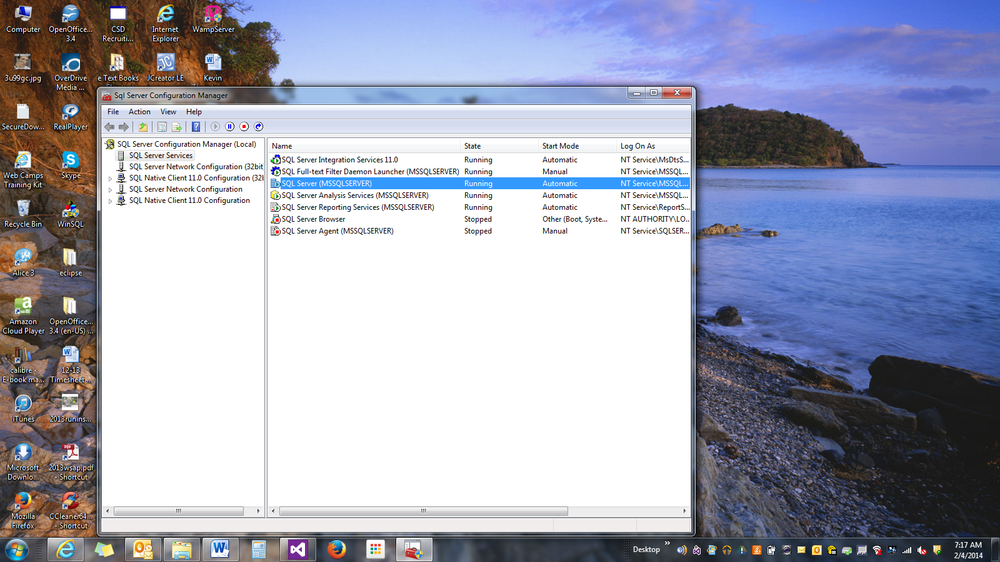 Computer
OpenOffice...
3.4
CSD
Recruiti...
Internet
Explorer
WampServer
3u99gc.jpg
OverDrive
Media ...
e Text Books
JCreator LE
Kevin
SecureDow...
RealPlayer
Web Camps
Training Kit
Skype
Recycle Bin
WinSQL
Alice 3
eclipse
Amazon
Cloud Player
OpenOffice...
3.4 (en-US) ...
calibre -
E-book ma...
12-13
Timesheet ...
iTunes
2013runins...
Microsoft
Downlo...
2013wsap.pdf
- Shortcut
Mozilla
Firefox
CCleaner64...
- Shortcut
Sql Server Configuration Manager
File Action View Help
SQL Server Configuration Manager (Local)
SQL Server Services
SQL Server Network Configuration (32bit
SQL Native Client 11.0 Configuration (32l
SQL Server Network Configuration
SQL Native Client 11.0 Configuration
Name State Start Mode Log On As
SQL Server Integration Services 11.0 Running Automatic NT Service\MsDtsS...
SQL Full-text Filter Daemon Launcher (MSSQLSERVER) Running Manual NT Service\MSSQL...
SQL Server (MSSQLSERVER) Running Automatic NT Service\MSSQL...
SQL Server Analysis Services (MSSQLSERVER) Running Automatic NT Service\MSSQL...
SQL Server Reporting Services (MSSQLSERVER) Running Automatic NT Service\ReportS...
SQL Server Browser Stopped Other (Boot, Syste... NT AUTHORITY\LO...
SQL Server Agent (MSSQLSERVER) Stopped Manual NT Service\SQLSER...
Desktop
7:17 AM
2/4/2014